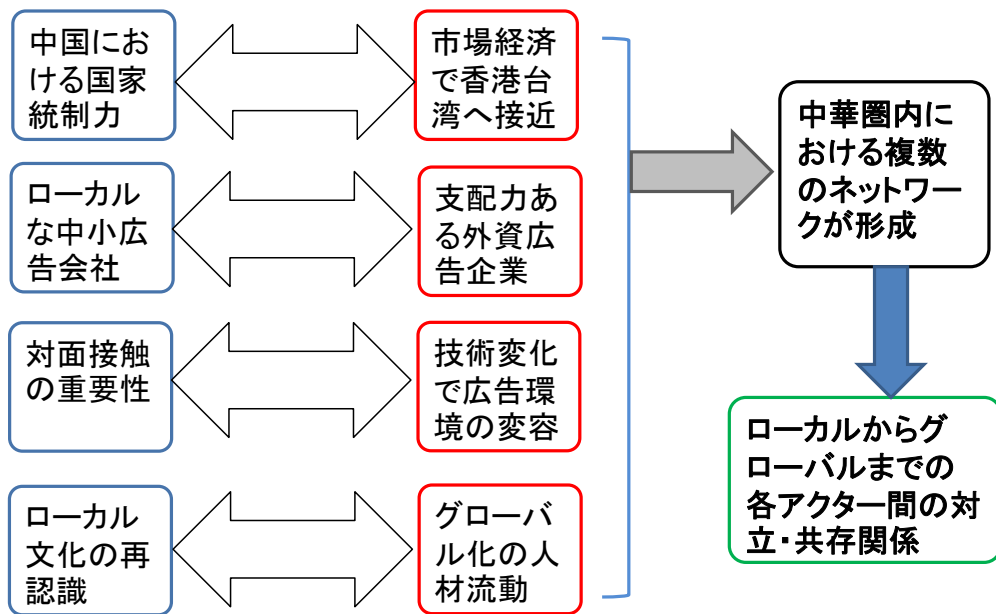 中国にお
ける国家
統制力
市場経済
で香港台
湾へ接近
ローカル
な中小広
告会社
支配力あ
る外資広
告企業
対面接触
の重要性
技術変化
で広告環
境の変容
ローカル
文化の再
認識
グローバ
ル化の人
材流動
中華圏内に
おける複数
のネットワー
クが形成
ローカルからグ
ローバルまでの
各アクター間の対
立・共存関係